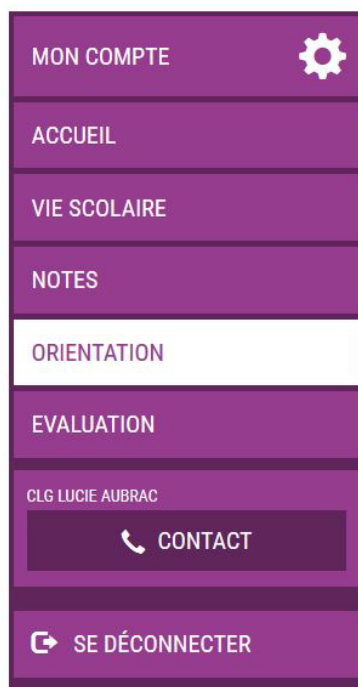 MON COMPTE
ACCUEIL
VIE SCOLAIRE
NOTES
ORIENTATION
EVALUATION
CLG LUCIE AUBRAC
CONTACT
SE DÉCONNECTER